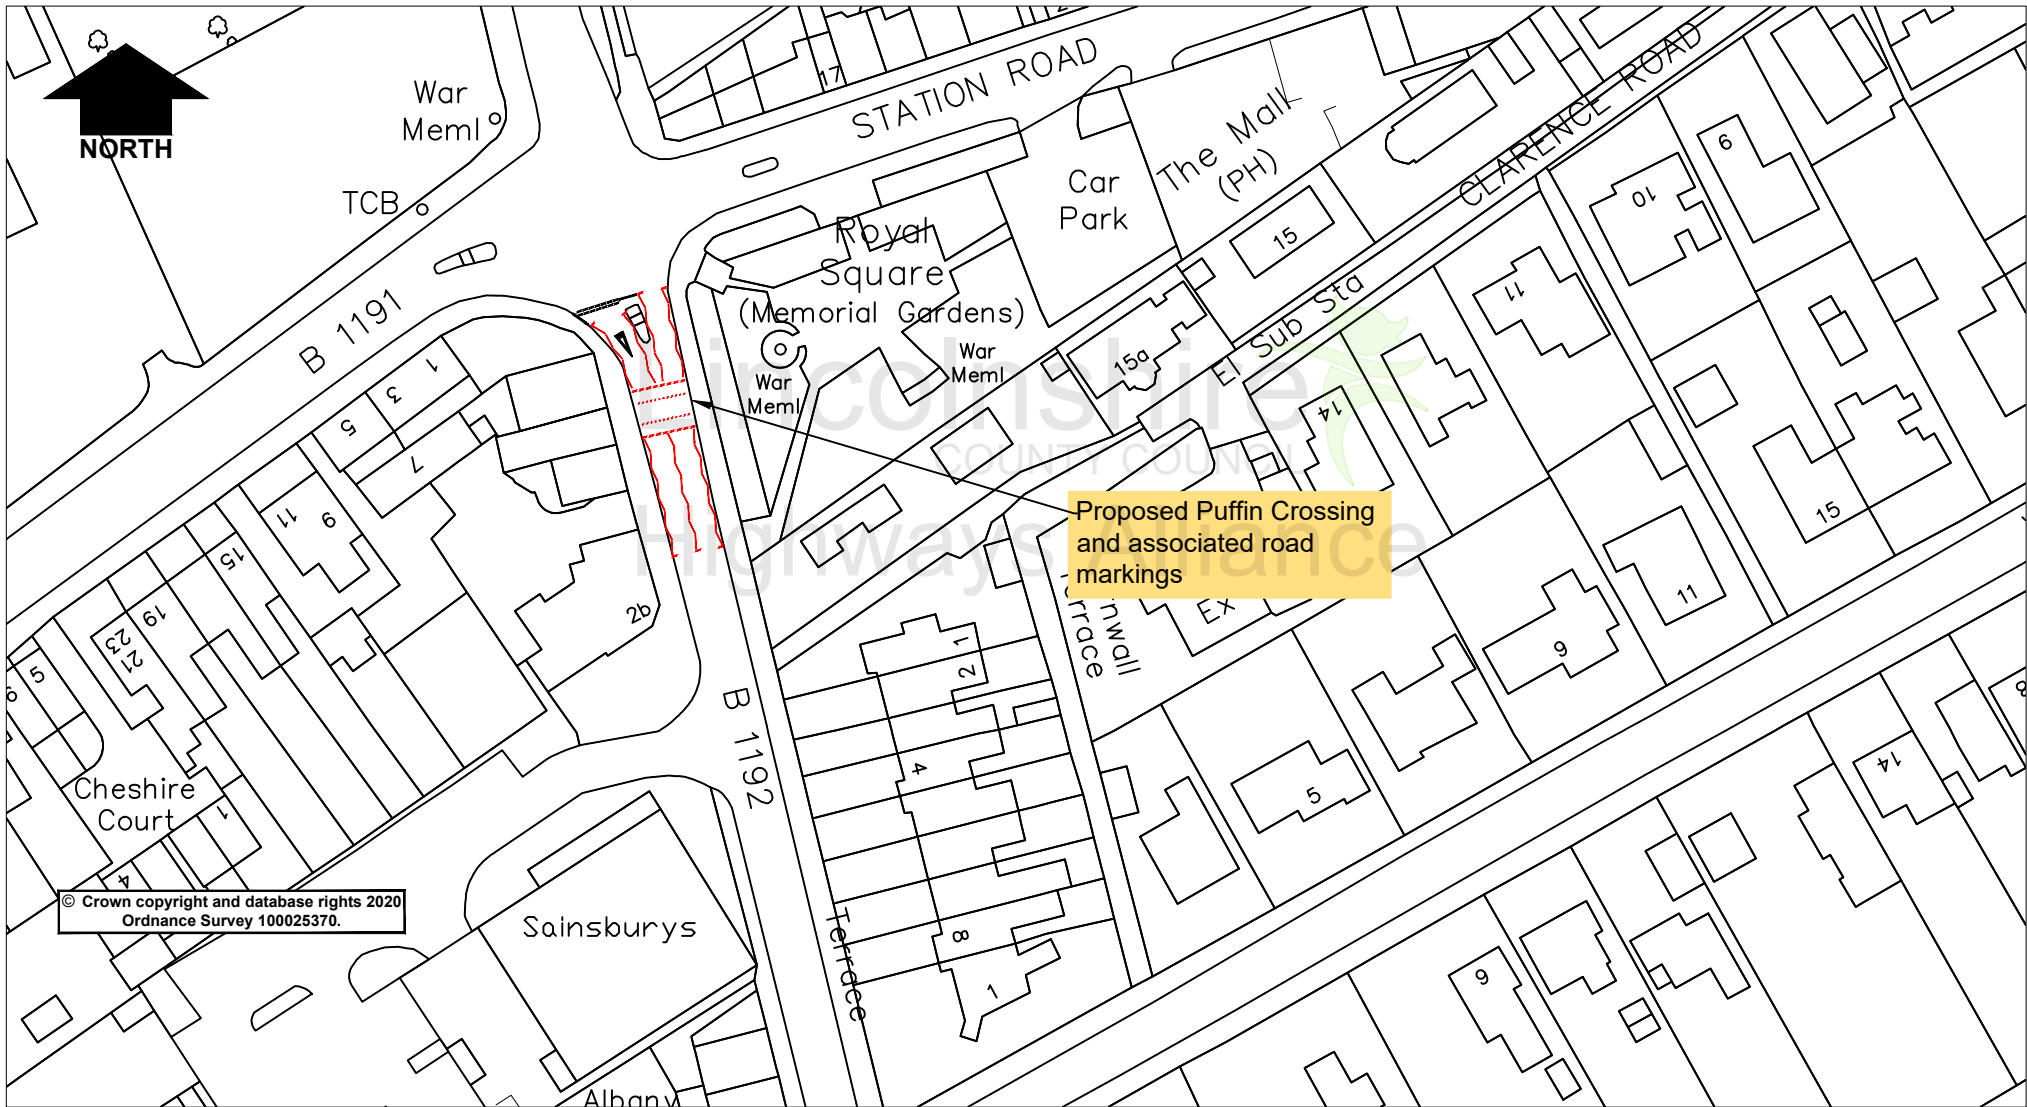 NORTH
War
Meml
TCB
17
STATION ROAD
CLARENCE ROAD
The Mall
(PH)
Car
Park
Royal
Square
(Memorial Gardens)
War
Meml
War
Meml
15
15a
El Sub Sta
10
6
11
14
15
B 1191
1
3
5
7
9
11
15
19
21
23
5
2b
Lincolnshire
COUNTY COUNCIL
Highways Alliance
Proposed Puffin Crossing
and associated road
markings
Ex
rnwall
rrace
1
2
4
8
1
B 1192
Terrace
5
9
11
14
8
9
Cheshire
Court
1
4
© Crown copyright and database rights 2020
Ordnance Survey 100025370.
Sainsburys
Albany